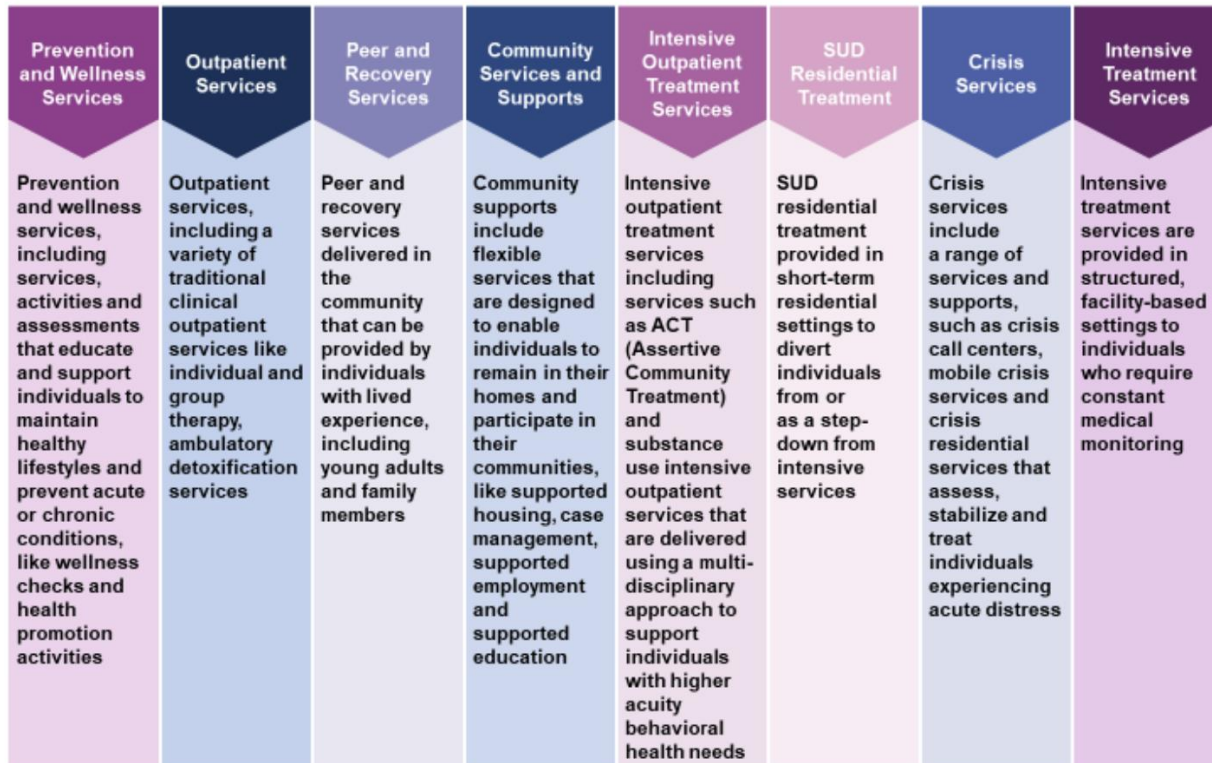 Prevention
and Wellness
Services
Outpatient
Services
Peer and
Recovery
Services
Community
Services and
Supports
Intensive
Outpatient
Treatment
Services
SUD
Residential
Treatment
Crisis
Services
Intensive
Treatment
Services
Prevention
and wellness
services,
including
services,
activities and
assessments
that educate
and support
individuals to
maintain
healthy
lifestyles and
prevent acute
or chronic
conditions,
like wellness
checks and
health
promotion
activities
Outpatient
services,
including a
variety of
traditional
clinical
outpatient
services like
individual and
group
therapy,
ambulatory
detoxification
services
Peer and
recovery
services
delivered in
the
community
that can be
provided by
individuals
with lived
experience,
including
young adults
and family
members
Community
supports
include
flexible
services that
are designed
to enable
individuals to
remain in their
homes and
participate in
their
communities,
like supported
housing, case
management,
supported
employment
and
supported
education
Intensive
outpatient
treatment
services
including
services such
as ACT
(Assertive
Community
Treatment)
and
substance
use intensive
outpatient
services that
are delivered
using a multi-
disciplinary
approach to
support
individuals
with higher
acuity
behavioral
health needs
SUD
residential
treatment
provided in
short-term
residential
settings to
divert
individuals
from or
as a step-
down from
intensive
services
Crisis
services
include
a range of
services and
supports,
such as crisis
call centers,
mobile crisis
services and
crisis
residential
services that
assess,
stabilize and
treat
individuals
experiencing
acute distress
Intensive
treatment
services are
provided in
structured,
facility-based
settings to
individuals
who require
constant
medical
monitoring